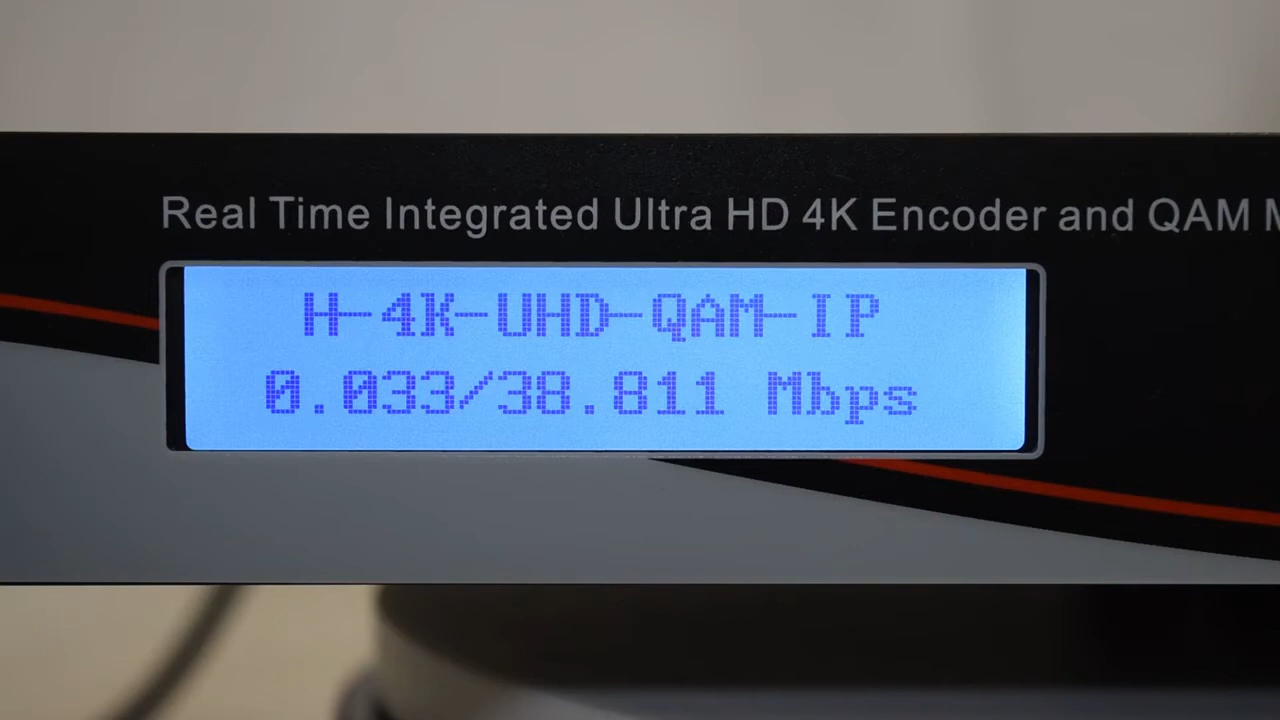 Real Time Integrated Ultra HD 4K Encoder and QAM
H-4K-UHD-QAM-IP
0.033/38.811 Mbps